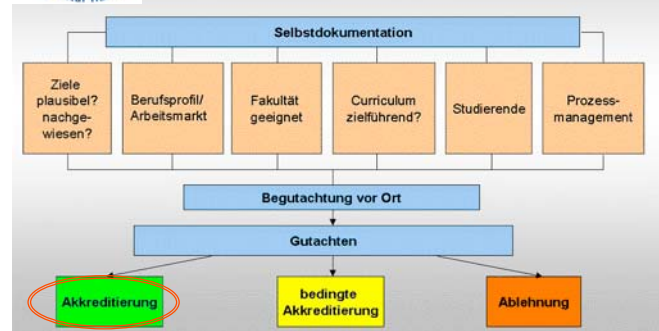 Selbstdokumentation
Ziele
plausibel?
nachge-
wiesen?
Berufsprofil/
Arbeitsmarkt
Fakultät
geeignet
Curriculum
zielführend?
Studierende
Prozess-
management
Begutachtung vor Ort
Gutachten
Akkreditierung
bedingte
Akkreditierung
Ablehnung